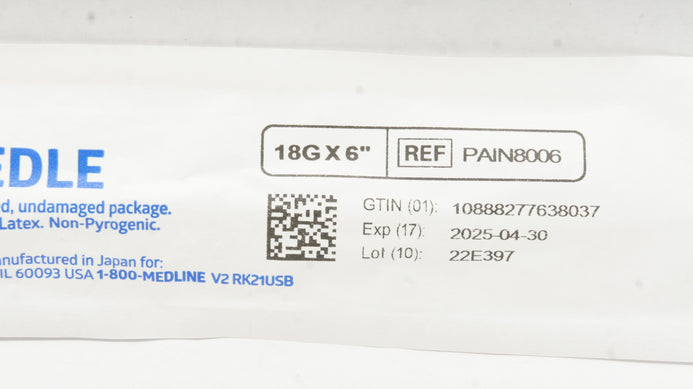 EDLE
d, undamaged package.
Latex. Non-Pyrogenic.
anufactured in Japan for:
IL 60093 USA 1-800-MEDLINE V2 RK21USB
18G X 6" REF PAIN8006
GTIN (01): 10888277638037
Exp (17): 2025-04-30
Lot (10): 22E397